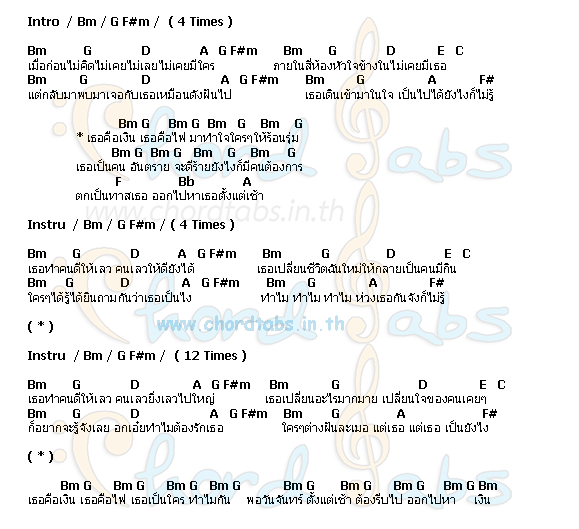 Intro / Bm / G F#m / ( 4 Times )
Bm G D A G F#m Bm G D E C
เมื่อก่อนไม่คิดไม่เคยไม่เลยไม่เคยมีใคร ภายในสี่ห้องหัวใจข้างในไม่เคยมีเธอ
Bm G D A G F#m Bm G A F#
แต่กลับมาพบมาเจอกับเธอเหมือนดังฝันไป เธอเดินเข้ามาในใจ เป็นไปได้ยังไงก็ไม่รู้
Bm G Bm G Bm G Bm G
* เธอคือเงิน เธอคือไฟ มาทำใจใครๆให้ร้อนรุ่ม
Bm G Bm G Bm G Bm G
เธอเป็นคน อันตราย จะดีร้ายยังไงก็มีคนต้องการ
F Bb A
ตกเป็นทาสเธอ ออกไปหาเธอตั้งแต่เช้า
www.chordtabs.in.th
Instru / Bm / G F#m / ( 4 Times )
Bm G D A G F#m Bm G D E C
เธอทำคนดีให้เลว คนเลวให้ดียังได้ เธอเปลี่ยนชีวิตฉันใหม่ให้กลายเป็นคนมีกิน
Bm G D A G F#m Bm G A F#
ใครๆได้รู้ได้ยินถามกันว่าเธอเป็นไง ทำไม ทำไม ทำไม ห่วงเธอกันจังก็ไม่รู้
( * )
www.chordtabs.in.th
Instru / Bm / G F#m / ( 12 Times )
Bm G D A G F#m Bm G D E C
เธอทำคนดีให้เลว คนเลวยิ่งเลวไปใหญ่ เธอเปลี่ยนอะไรมากมาย เปลี่ยนใจของคนเคยๆ
Bm G D A G F#m Bm G A F#
ก็อยากจะรู้จังเลย อกเอ๋ยทำไมต้องรักเธอ ใครๆต่างฝันละเมอ แต่เธอ แต่เธอ เป็นยังไง
( * )
Bm G Bm G Bm G Bm G Bm G Bm G Bm G Bm G Bm
เธอคือเงิน เธอคือไฟ เธอเป็นใคร ทำไมกัน พอวันจันทร์ ตั้งแต่เช้า ต้องรีบไป ออกไปหา เงิน